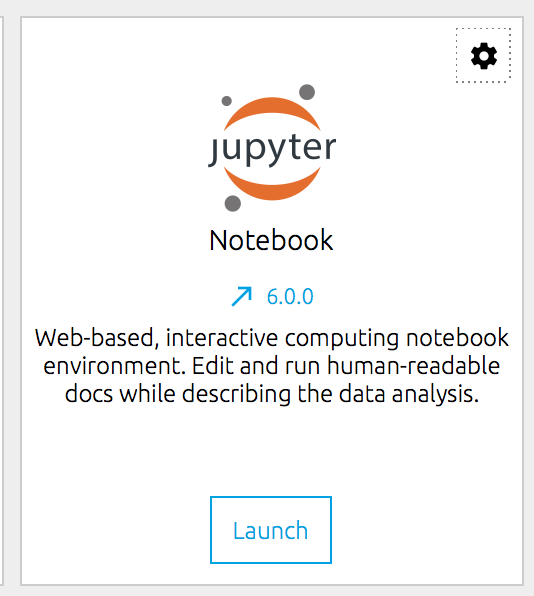 jupyter
Notebook
6.0.0
Web-based, interactive computing notebook
environment. Edit and run human-readable
docs while describing the data analysis.
Launch